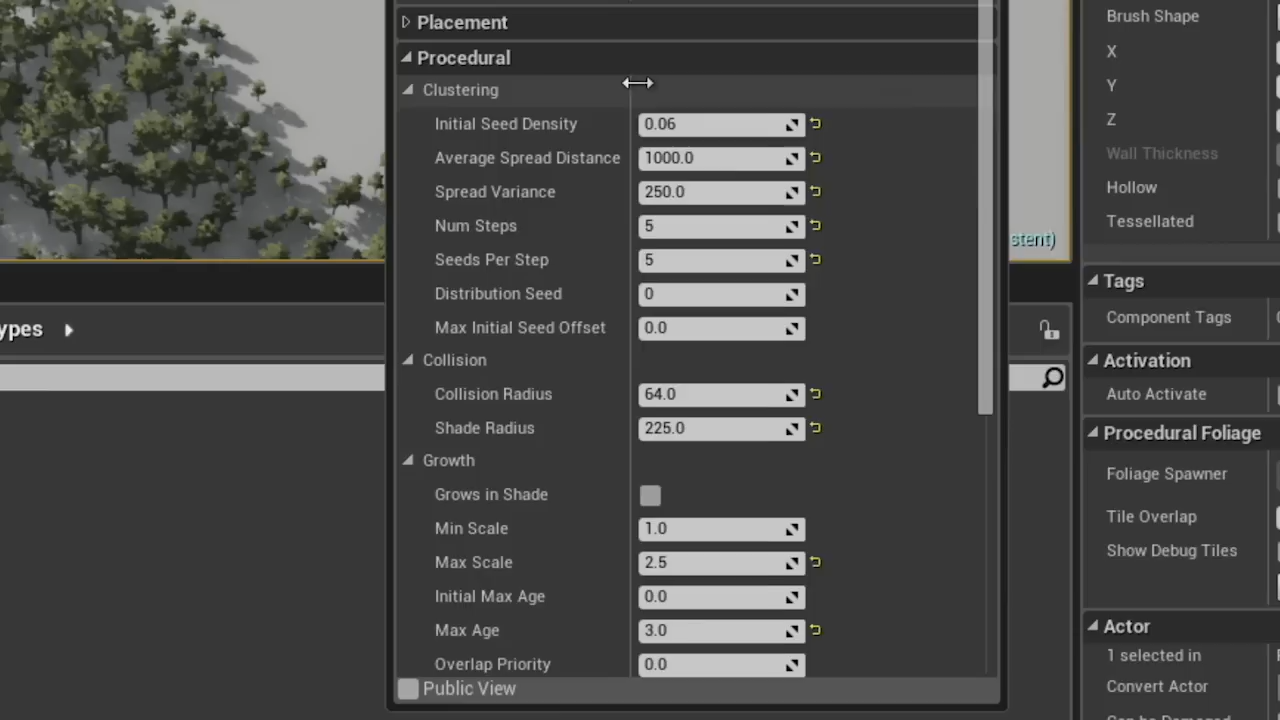 Placement
Procedural
Clustering
Initial Seed Density 0.06
Average Spread Distance 1000.0
Spread Variance 250.0
Num Steps 5
Seeds Per Step 5
Distribution Seed 0
Max Initial Seed Offset 0.0
Collision
Collision Radius 64.0
Shade Radius 225.0
Growth
Grows in Shade
Min Scale 1.0
Max Scale 2.5
Initial Max Age 0.0
Max Age 3.0
Overlap Priority 0.0
Public View
ypes
stent)
Brush Shape
X
Y
Z
Wall Thickness
Hollow
Tessellated
Tags
Component Tags
Activation
Auto Activate
Procedural Foliage
Foliage Spawner
Tile Overlap
Show Debug Tiles
Actor
1 selected in
Convert Actor
Can be Damaged